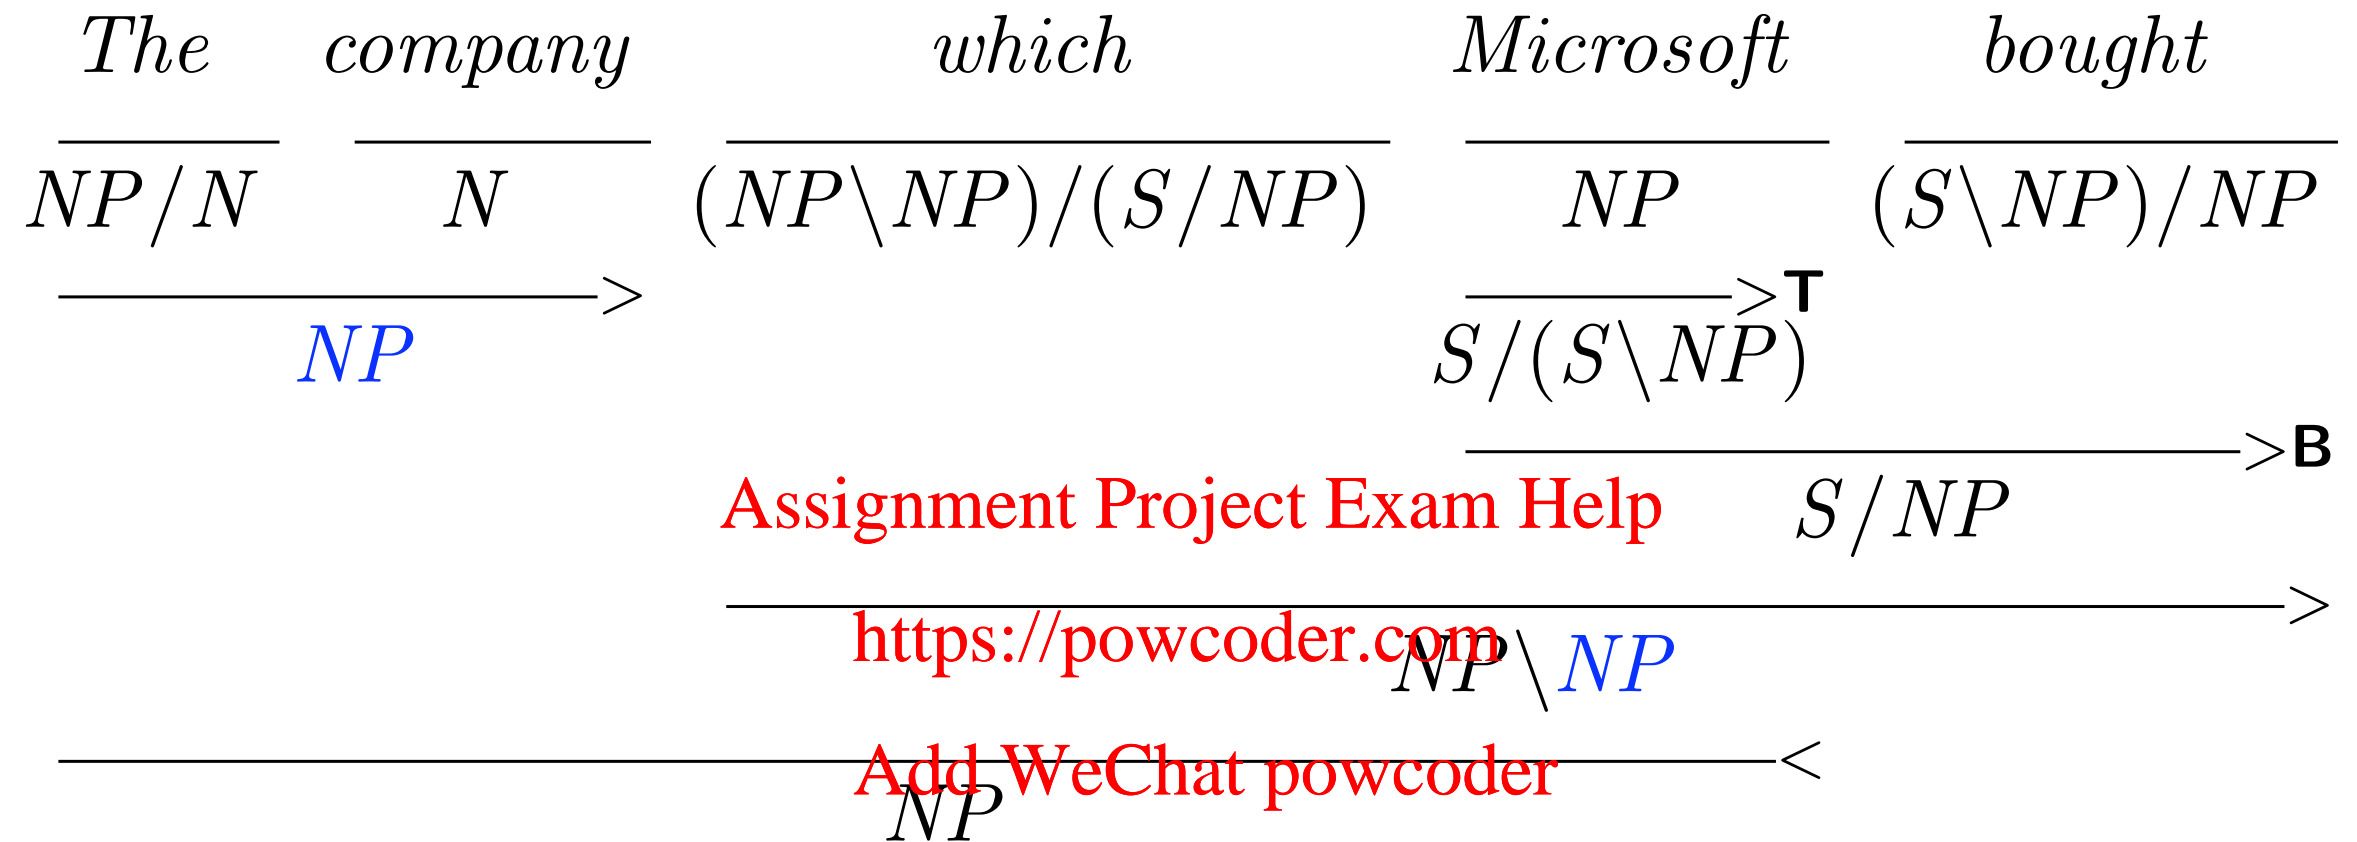 The company which Microsoft bought
NP/N N (NP\NP)/(S/NP) NP (S\NP)/NP
> >T
NP S/(S\NP)
>B
Assignment Project Exam Help S/NP
>
https://powcoder.com
NP\NP
<
Add WeChat powcoder
NP